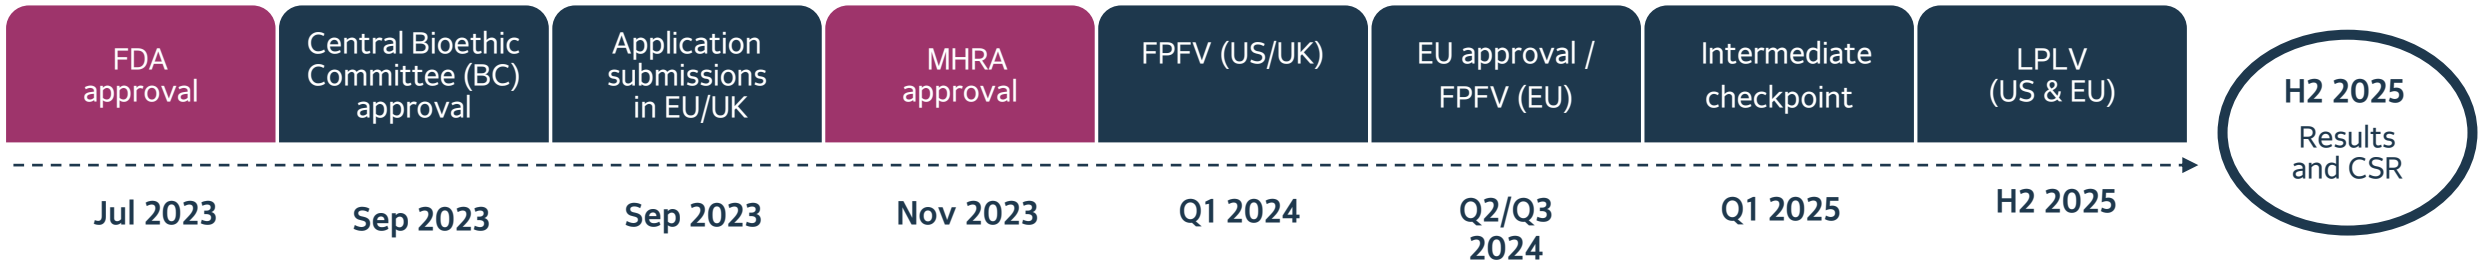 FDA
approval
Central Bioethic
Committee (BC)
approval
Application
submissions
in EU/UK
MHRA
approval
FPFV (US/UK)
EU approval /
FPFV (EU)
Intermediate
checkpoint
LPLV
(US & EU)
H2 2025
Results
and CSR
Jul 2023
Sep 2023
Sep 2023
Nov 2023
Q1 2024
Q2/Q3
2024
Q1 2025
H2 2025